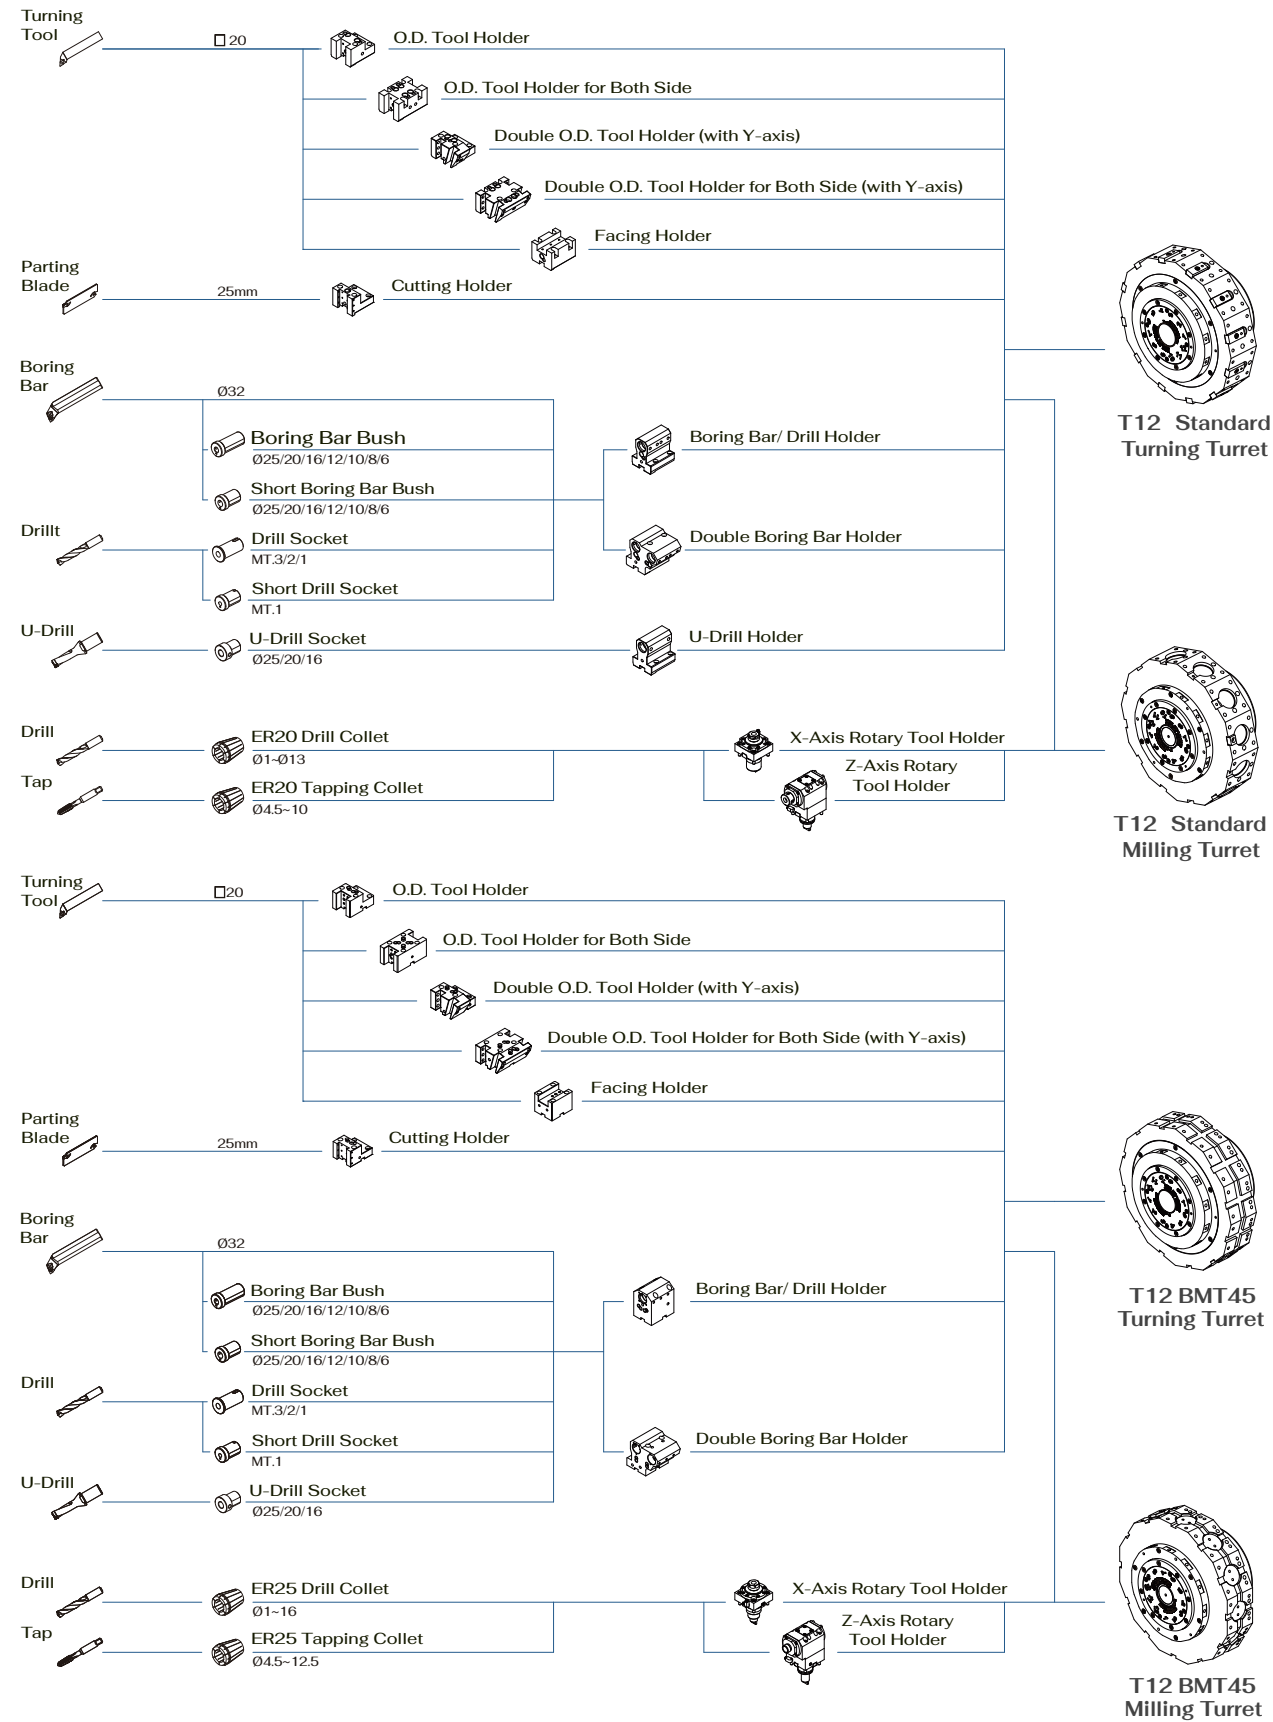 Turning
Tool
□ 20
O.D. Tool Holder
O.D. Tool Holder for Both Side
Double O.D. Tool Holder (with Y-axis)
Double O.D. Tool Holder for Both Side (with Y-axis)
Facing Holder
Parting
Blade
25mm
Cutting Holder
T12 Standard
Turning Turret
Boring
Bar
Ø32
Boring Bar Bush
Ø25/20/16/12/10/8/6
Short Boring Bar Bush
Ø25/20/16/12/10/8/6
Boring Bar/ Drill Holder
Drillt
Drill Socket
MT.3/2/1
Short Drill Socket
MT.1
Double Boring Bar Holder
U-Drill
U-Drill Socket
Ø25/20/16
U-Drill Holder
Drill
ER20 Drill Collet
Ø1~Ø13
Tap
ER20 Tapping Collet
Ø4.5~10
X-Axis Rotary Tool Holder
Z-Axis Rotary
Tool Holder
T12 Standard
Milling Turret
Turning
Tool
□20
O.D. Tool Holder
O.D. Tool Holder for Both Side
Double O.D. Tool Holder (with Y-axis)
Double O.D. Tool Holder for Both Side (with Y-axis)
Facing Holder
Parting
Blade
25mm
Cutting Holder
T12 BMT45
Turning Turret
Boring
Bar
Ø32
Boring Bar Bush
Ø25/20/16/12/10/8/6
Short Boring Bar Bush
Ø25/20/16/12/10/8/6
Boring Bar/ Drill Holder
Drill
Drill Socket
MT.3/2/1
Short Drill Socket
MT.1
Double Boring Bar Holder
U-Drill
U-Drill Socket
Ø25/20/16
Drill
ER25 Drill Collet
Ø1~16
Tap
ER25 Tapping Collet
Ø4.5~12.5
X-Axis Rotary Tool Holder
Z-Axis Rotary
Tool Holder
T12 BMT45
Milling Turret